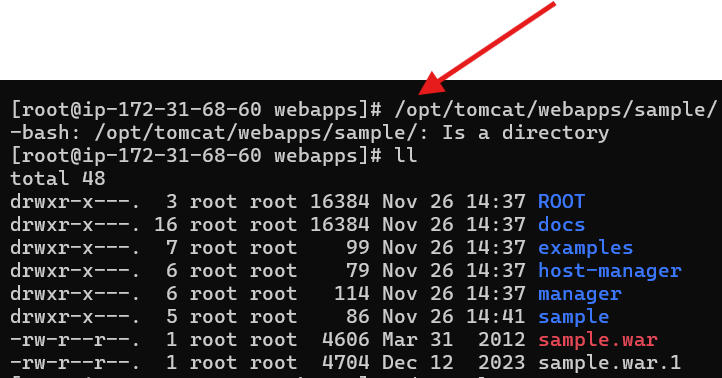 [root@ip-172-31-68-60 webapps]# /opt/tomcat/webapps/sample/
-bash: /opt/tomcat/webapps/sample/: Is a directory
[root@ip-172-31-68-60 webapps]# ll
total 48
drwxr-x---.  3 root root 16384 Nov 26 14:37 ROOT
drwxr-x---. 16 root root 16384 Nov 26 14:37 docs
drwxr-x---.  7 root root    99 Nov 26 14:37 examples
drwxr-x---.  6 root root    79 Nov 26 14:37 host-manager
drwxr-x---.  6 root root   114 Nov 26 14:37 manager
drwxr-x---.  5 root root    86 Nov 26 14:41 sample
-rw-r--r--.  1 root root  4606 Mar 31  2012 sample.war
-rw-r--r--.  1 root root  4704 Dec 12  2023 sample.war.1